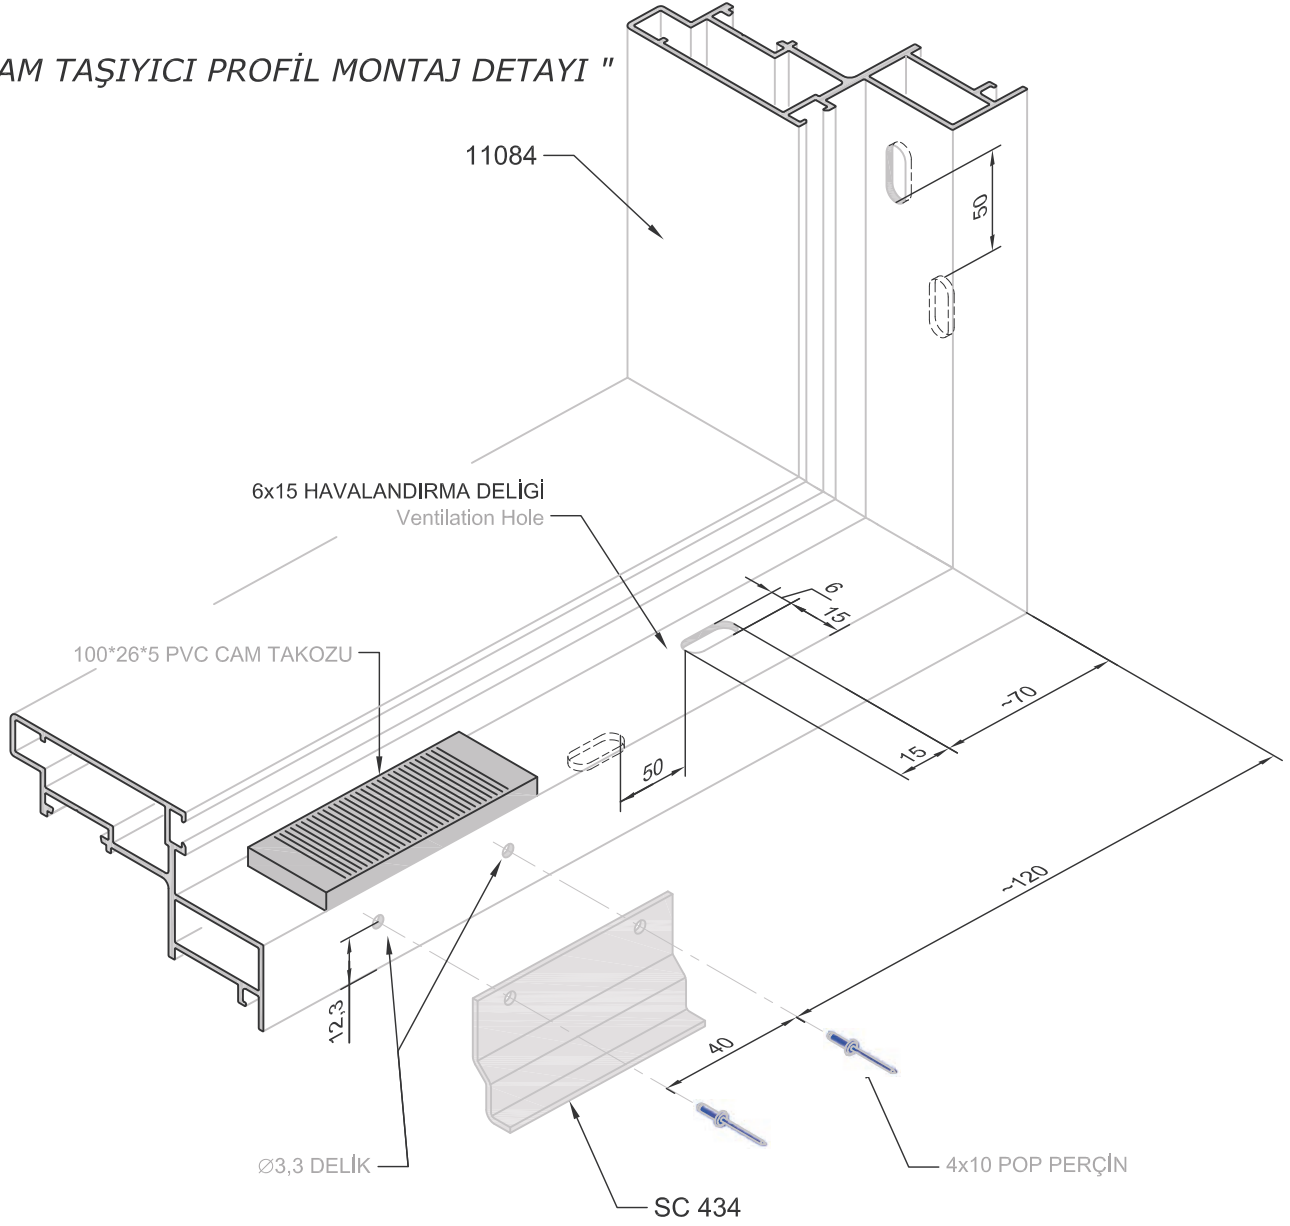 AM TAŞIYICI PROFİL MONTAJ DETAYI "
11084
50
6x15 HAVALANDIRMA DELİGİ
Ventilation Hole
6
15
100*26*5 PVC CAM TAKOZU
~70
15
50
~120
12,3
40
Ø3,3 DELİK
4x10 POP PERÇİN
SC 434